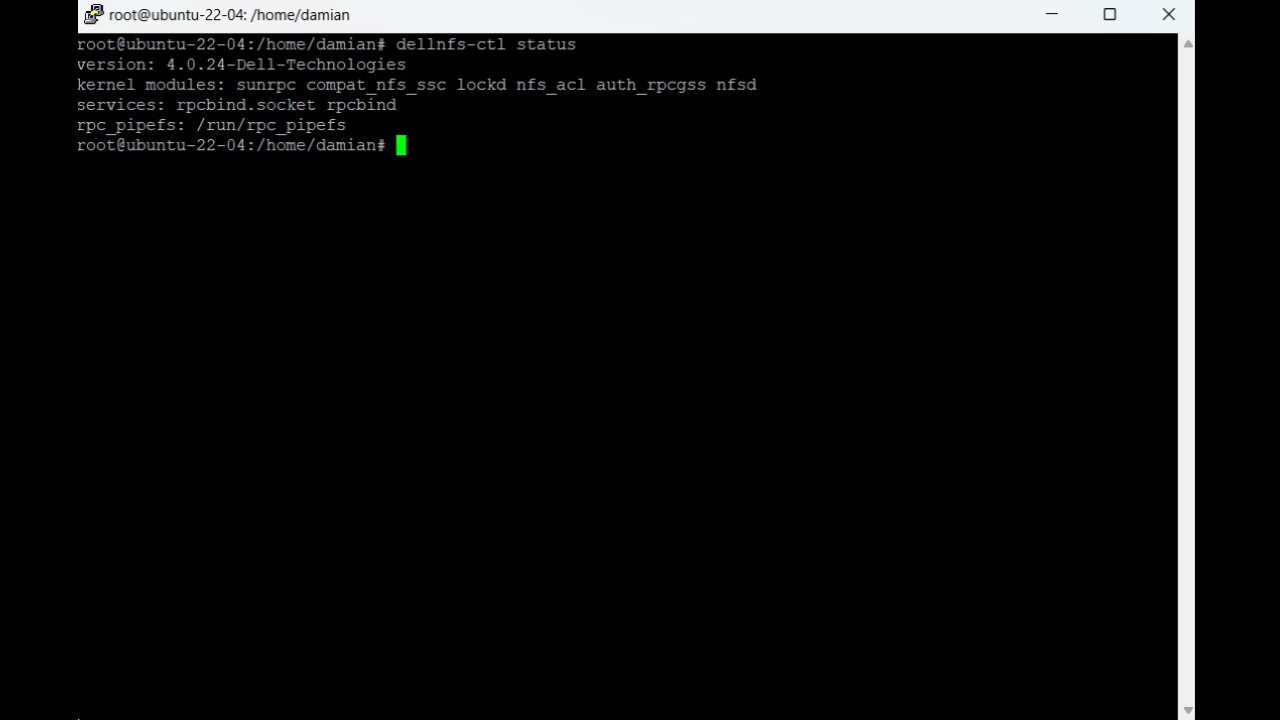 root@ubuntu-22-04: /home/damian
root@ubuntu-22-04:/home/damian# dellnfs-ctl status
version: 4.0.24-Dell-Technologies
kernel modules: sunrpc compat_nfs_ssc lockd nfs_acl auth_rpcgss nfsd
services: rpcbind.socket rpcbind
rpc_pipefs: /run/rpc_pipefs
root@ubuntu-22-04:/home/damian#